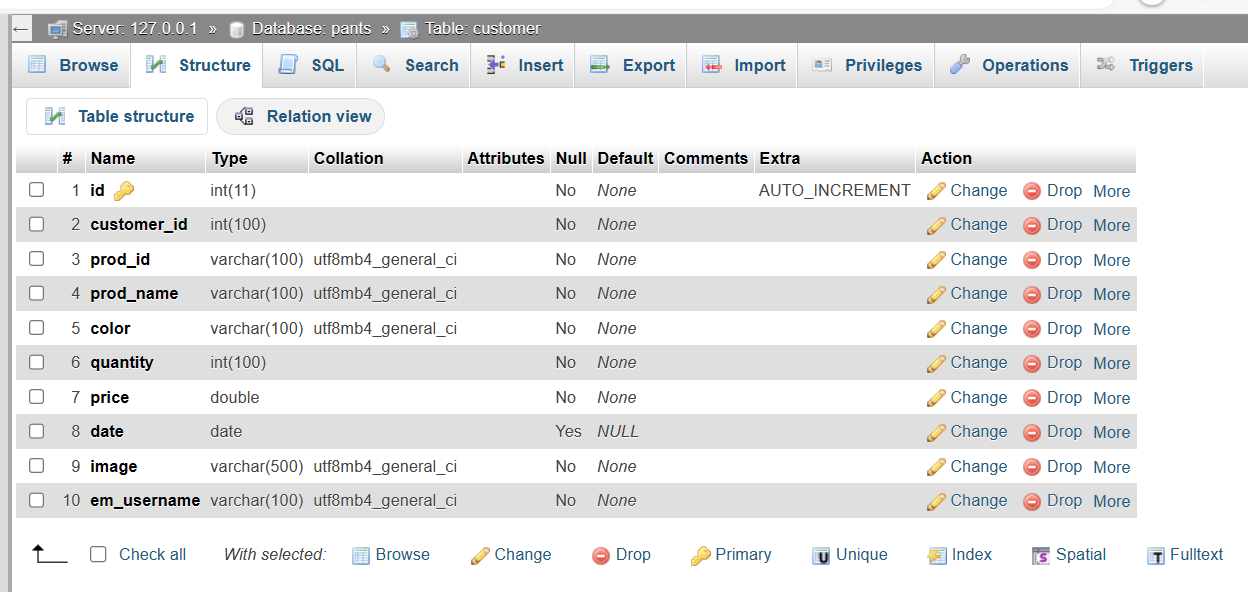 Server: 127.0.0.1 » Database: pants » Table: customer
Browse Structure SQL Search Insert Export Import Privileges Operations Triggers
Table structure Relation view
# Name Type Collation Attributes Null Default Comments Extra Action
1 id int(11) No None AUTO_INCREMENT Change Drop More
2 customer_id int(100) No None Change Drop More
3 prod_id varchar(100) utf8mb4_general_ci No None Change Drop More
4 prod_name varchar(100) utf8mb4_general_ci No None Change Drop More
5 color varchar(100) utf8mb4_general_ci No None Change Drop More
6 quantity int(100) No None Change Drop More
7 price double No None Change Drop More
8 date date Yes NULL Change Drop More
9 image varchar(500) utf8mb4_general_ci No None Change Drop More
10 em_username varchar(100) utf8mb4_general_ci No None Change Drop More
Check all With selected: Browse Change Drop Primary Unique Index Spatial Fulltext